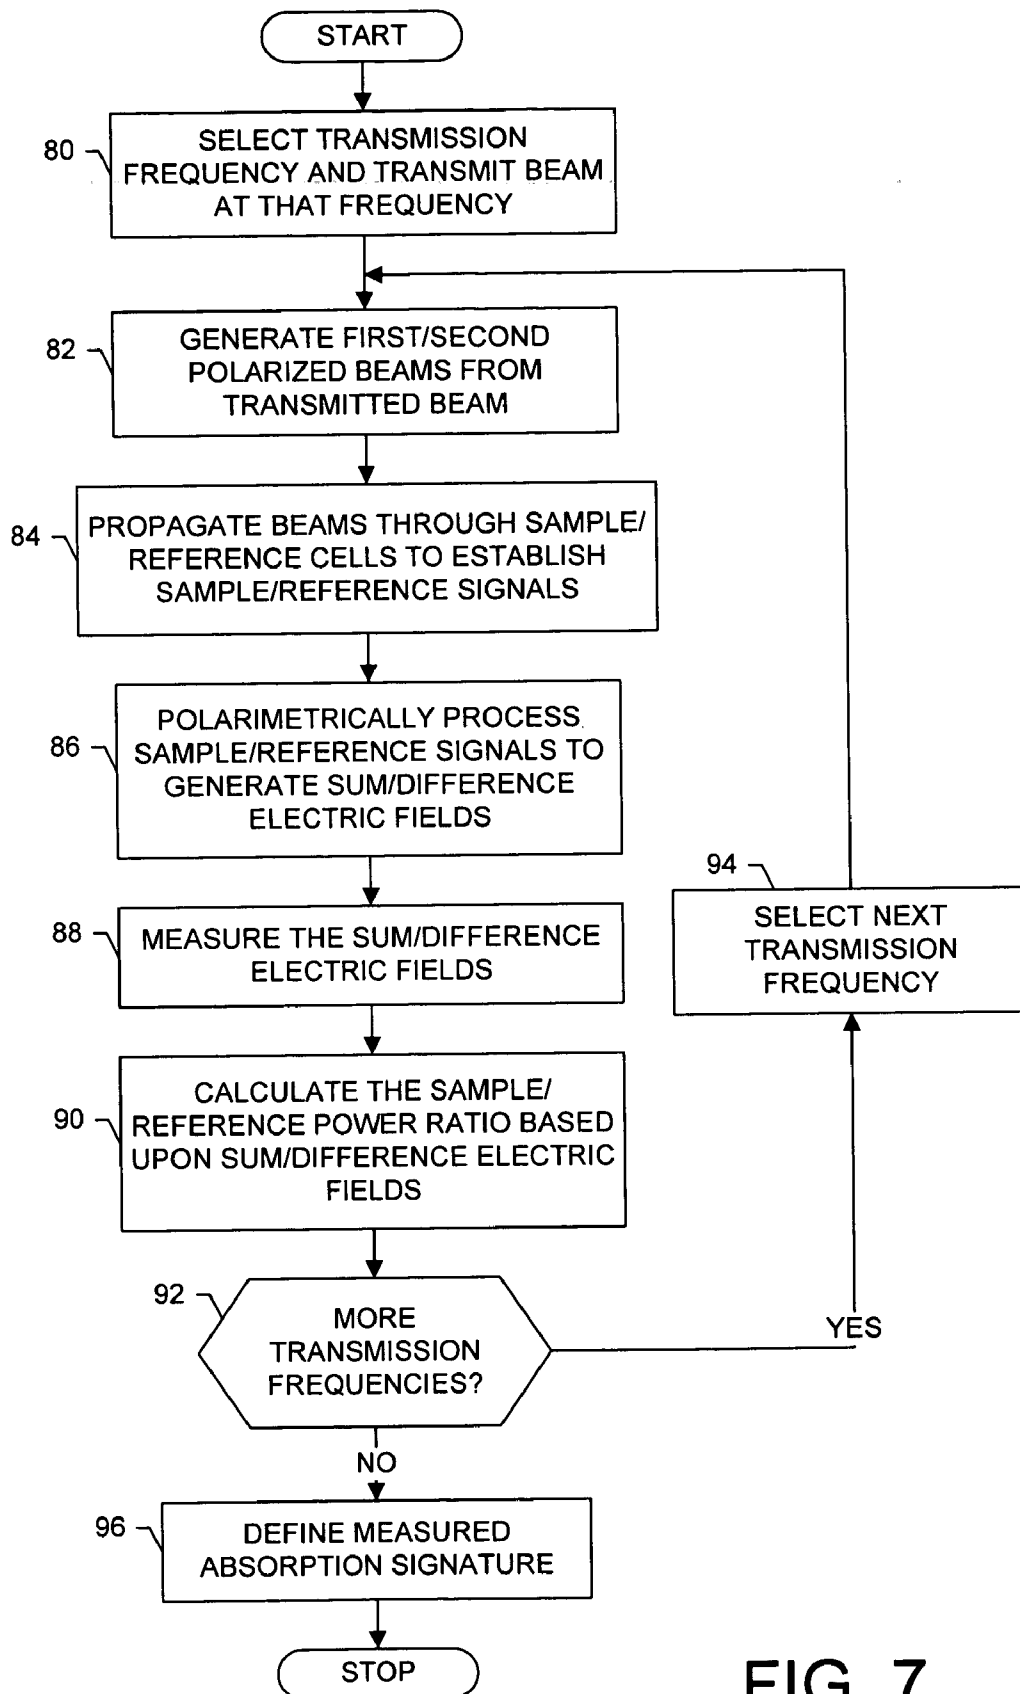 START
80
SELECT TRANSMISSION
FREQUENCY AND TRANSMIT BEAM
AT THAT FREQUENCY
82
GENERATE FIRST/SECOND
POLARIZED BEAMS FROM
TRANSMITTED BEAM
84
PROPAGATE BEAMS THROUGH SAMPLE/
REFERENCE CELLS TO ESTABLISH
SAMPLE/REFERENCE SIGNALS
86
POLARIMETRICALLY PROCESS
SAMPLE/REFERENCE SIGNALS TO
GENERATE SUM/DIFFERENCE
ELECTRIC FIELDS
88
MEASURE THE SUM/DIFFERENCE
ELECTRIC FIELDS
94
SELECT NEXT
TRANSMISSION
FREQUENCY
90
CALCULATE THE SAMPLE/
REFERENCE POWER RATIO BASED
UPON SUM/DIFFERENCE ELECTRIC
FIELDS
92
MORE
TRANSMISSION
FREQUENCIES?
YES
NO
96
DEFINE MEASURED
ABSORPTION SIGNATURE
STOP
FIG. 7